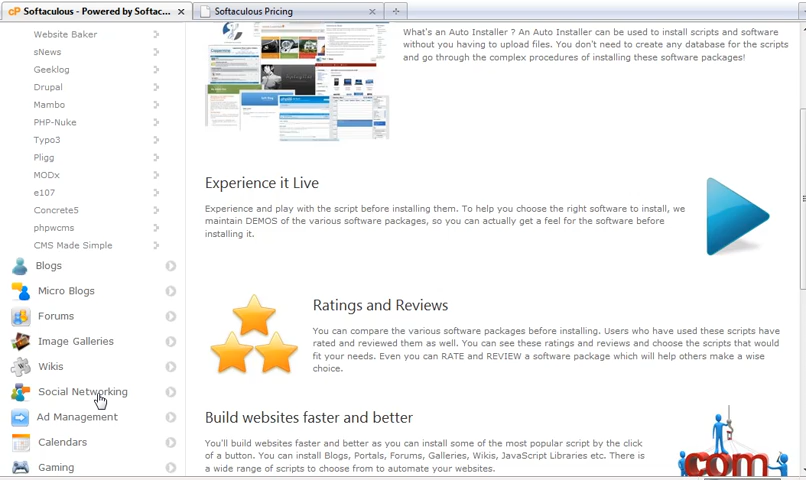 Softaculous - Powered by Softac...
Softaculous Pricing
Website Baker
sNews
Geeklog
Drupal
Mambo
PHP-Nuke
Typo3
Pligg
MODx
e107
Concrete5
phpwcms
CMS Made Simple
Blogs
Micro Blogs
Forums
Image Galleries
Wikis
Social Networking
Ad Management
Calendars
Gaming
What's an Auto Installer ? An Auto Installer can be used to install scripts and software
without you having to upload files. You don't need to create any database for the scripts
and go through the complex procedures of installing these software packages!
Experience it Live
Experience and play with the script before installing them. To help you choose the right software to install, we
maintain DEMOS of the various software packages, so you can actually get a feel for the software before
installing it.
Ratings and Reviews
You can compare the various software packages before installing. Users who have used these scripts have
rated and reviewed them as well. You can see these ratings and reviews and choose the scripts that would
fit your needs. Even you can RATE and REVIEW a software package which will help others make a wise
choice.
Build websites faster and better
You'll build websites faster and better as you can install some of the most popular script by the click
of a button. You can install Blogs, Portals, Forums, Galleries, Wikis, JavaScript Libraries etc. There is
a wide range of scripts to choose from to automate your websites.
com